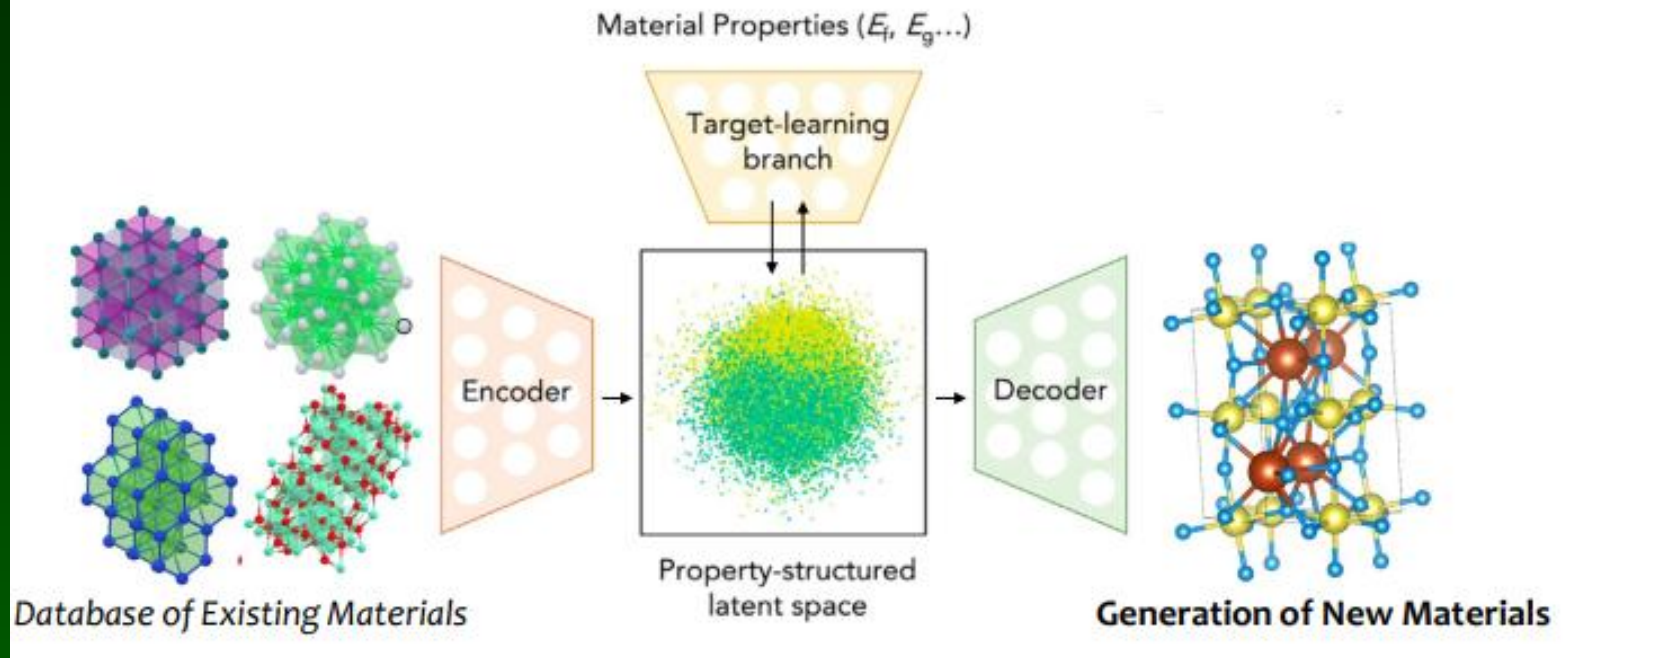 Material Properties (Ef, Eg...)
Target-learning
branch
Encoder
Decoder
Property-structured
latent space
Database of Existing Materials
Generation of New Materials